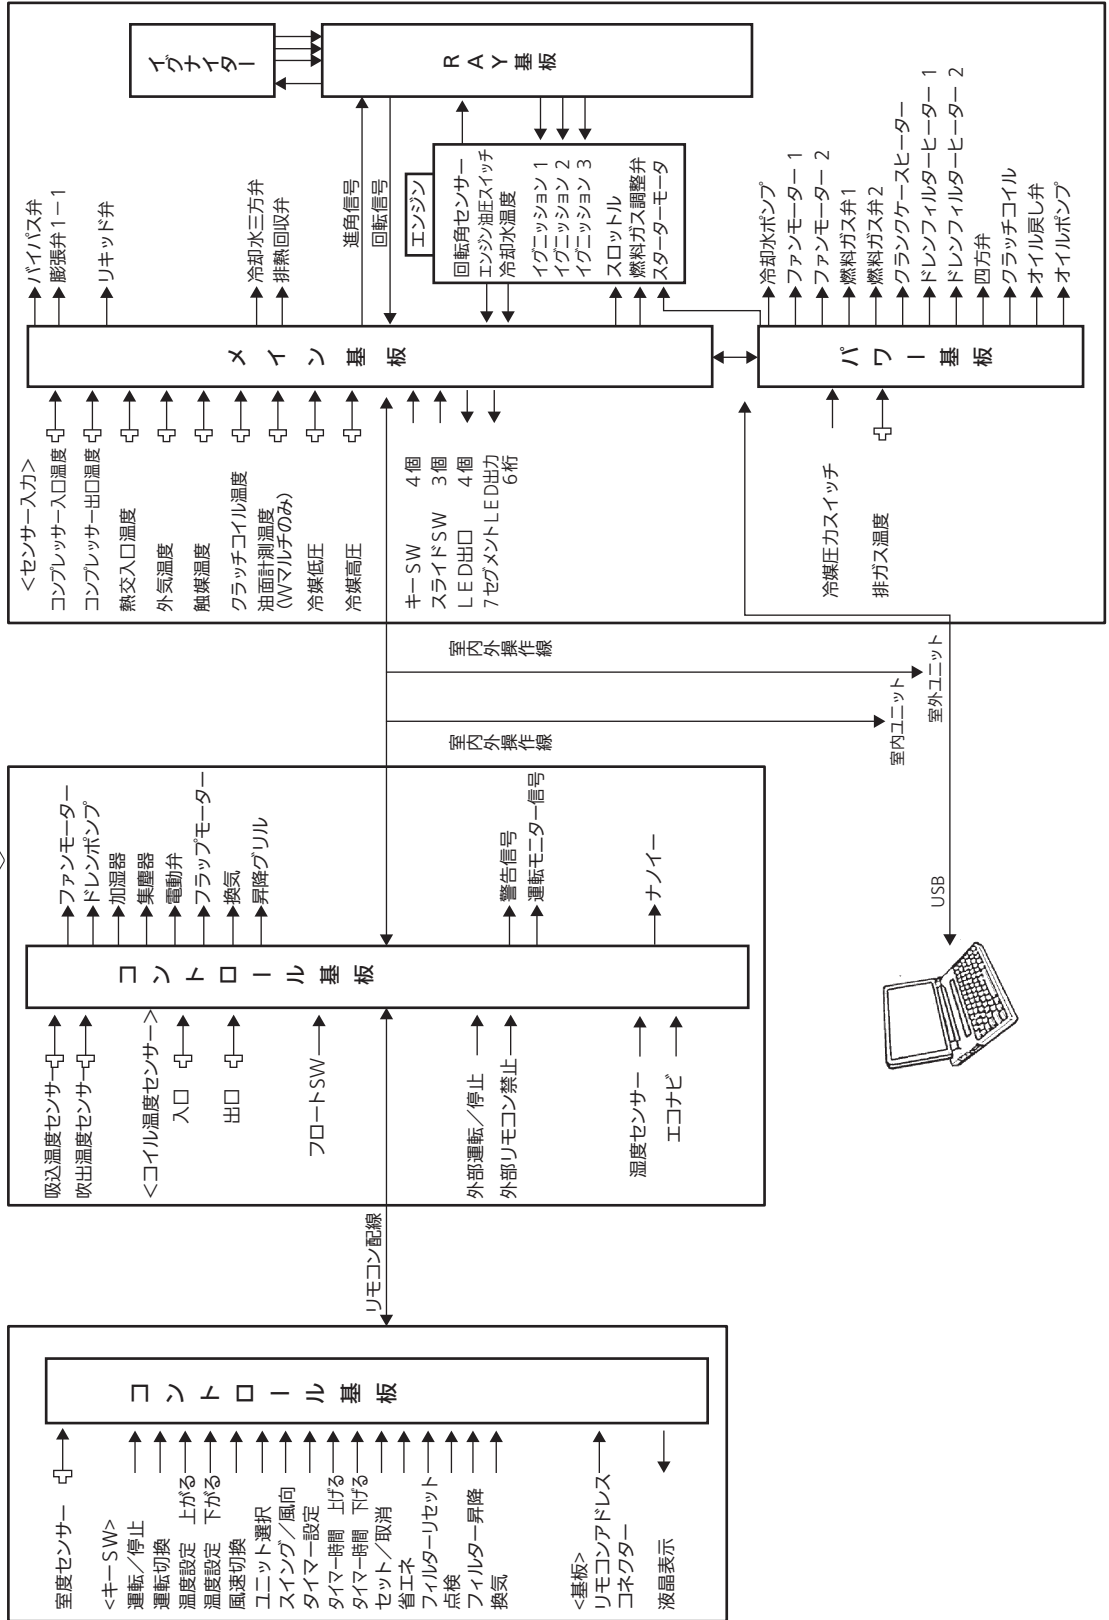 室度センサー
<キーSW>
運転/停止
運転切換
温度設定 上がる
温度設定 下がる
風速切換
ユニット選択
スイング/風向
タイマー設定
タイマー時間 上げる
タイマー時間 下げる
セット/取消
省エネ
フィルターリセット
点検
フィルター昇降
換気
<基板>
リモコンアドレス
コネクター
液晶表示
コントロール基板
リモコン配線
吸込温度センサー
吹出温度センサー
<コイル温度センサー>
入口
出口
フロートSW
外部運転/停止
外部リモコン禁止
湿度センサー
エコナビ
コントロール基板
ファンモーター
ドレンポンプ
加湿器
集塵器
電動弁
フラップモーター
換気
昇降グリル
警告信号
運転モニター信号
ナノイー
室内外操作線
室内外操作線
室内ユニット
室外ユニット
USB
<センサー入力>
コンプレッサー入口温度
コンプレッサー出口温度
熱交入口温度
外気温度
触媒温度
クラッチコイル温度
油面計測温度
(Wマルチのみ)
冷媒低圧
冷媒高圧
キーSW 4個
スライドSW 3個
LED出口 4個
7セグメントLED出力
6桁
冷媒圧力スイッチ
排ガス温度
メイン基板
パワー基板
バイパス弁
膨張弁1-1
リキッド弁
冷却水三方弁
排熱回収弁
進角信号
回転信号
エンジン
回転角センサー
エンジン油圧スイッチ
冷却水温度
イグニッション1
イグニッション2
イグニッション3
スロットル
燃料ガス調整弁
スターターモータ
冷却水ポンプ
ファンモーター1
ファンモーター2
燃料ガス弁1
燃料ガス弁2
クランクケースヒーター
ドレンフィルターヒーター1
ドレンフィルターヒーター2
四方弁
クラッチコイル
オイル戻し弁
オイルポンプ
イグナイター
RAY基板